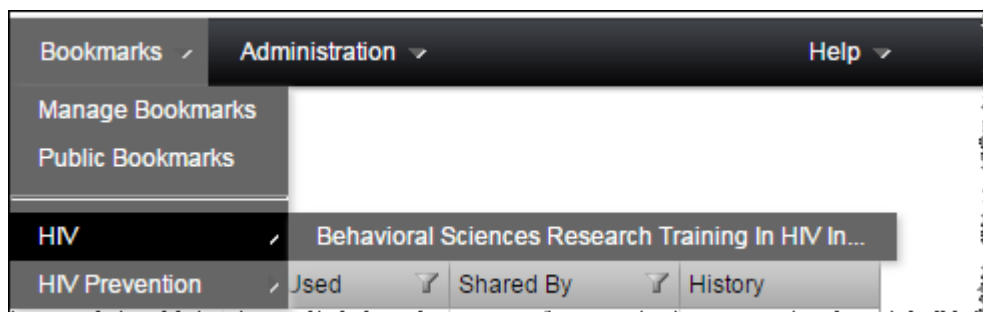 Bookmarks Administration Help
Manage Bookmarks
Public Bookmarks
HIV Behavioral Sciences Research Training In HIV In...
HIV Prevention Shared By History